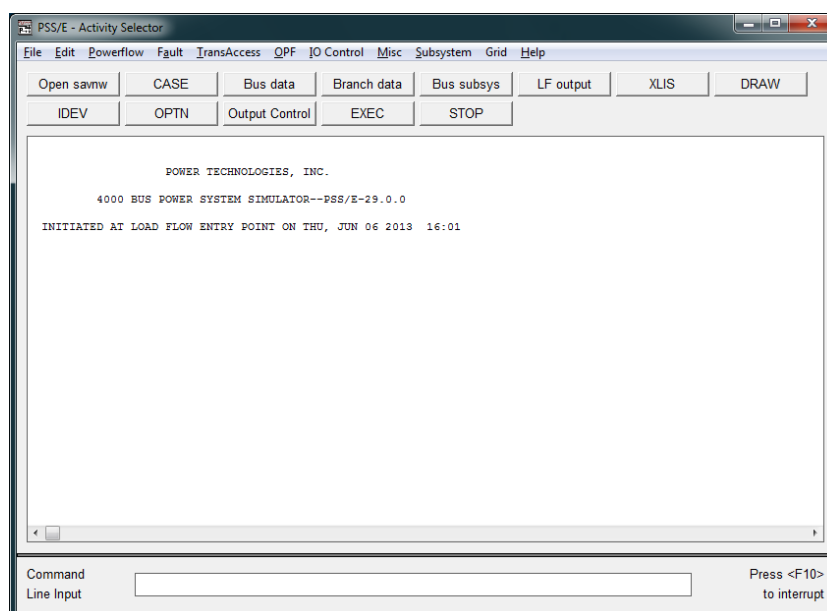 PSS/E - Activity Selector
File Edit Powerflow Fault TransAccess OPF IO Control Misc Subsystem Grid Help
Open savnw CASE Bus data Branch data Bus subsys LF output XLIS DRAW
IDEV OPTN Output Control EXEC STOP
POWER TECHNOLOGIES, INC.
4000 BUS POWER SYSTEM SIMULATOR--PSS/E-29.0.0
INITIATED AT LOAD FLOW ENTRY POINT ON THU, JUN 06 2013 16:01
Command Press <F10>
Line Input to interrupt